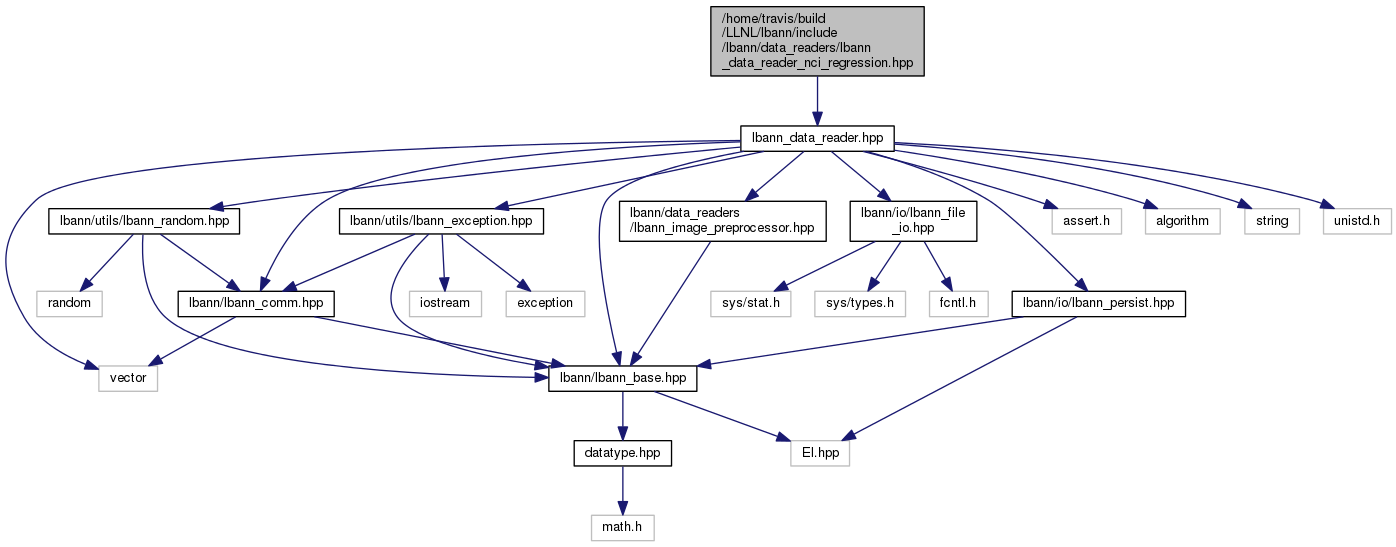 /home/travis/build
/LLNL/lbann/include
/lbann/data_readers/lbann
_data_reader_nci_regression.hpp
lbann_data_reader.hpp
lbann/utils/lbann_random.hpp
lbann/utils/lbann_exception.hpp
lbann/data_readers
/lbann_image_preprocessor.hpp
lbann/io/lbann_file
_io.hpp
assert.h
algorithm
string
unistd.h
random
lbann/lbann_comm.hpp
iostream
exception
sys/stat.h
sys/types.h
fcntl.h
lbann/io/lbann_persist.hpp
vector
lbann/lbann_base.hpp
datatype.hpp
El.hpp
math.h